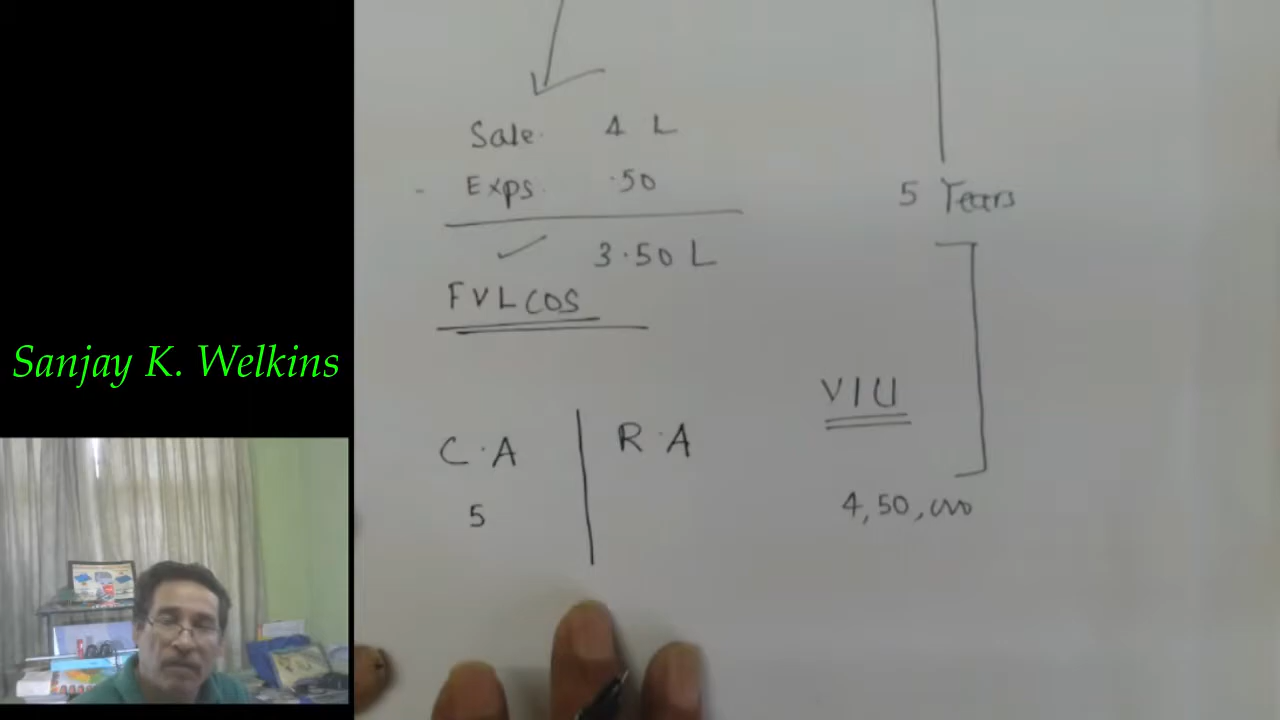 Sale. 4 L
- Exps. .50
3.50 L
FVLCOS
5 Years
VIU
4,50,000
C.A R.A
5
Sanjay K. Welkins